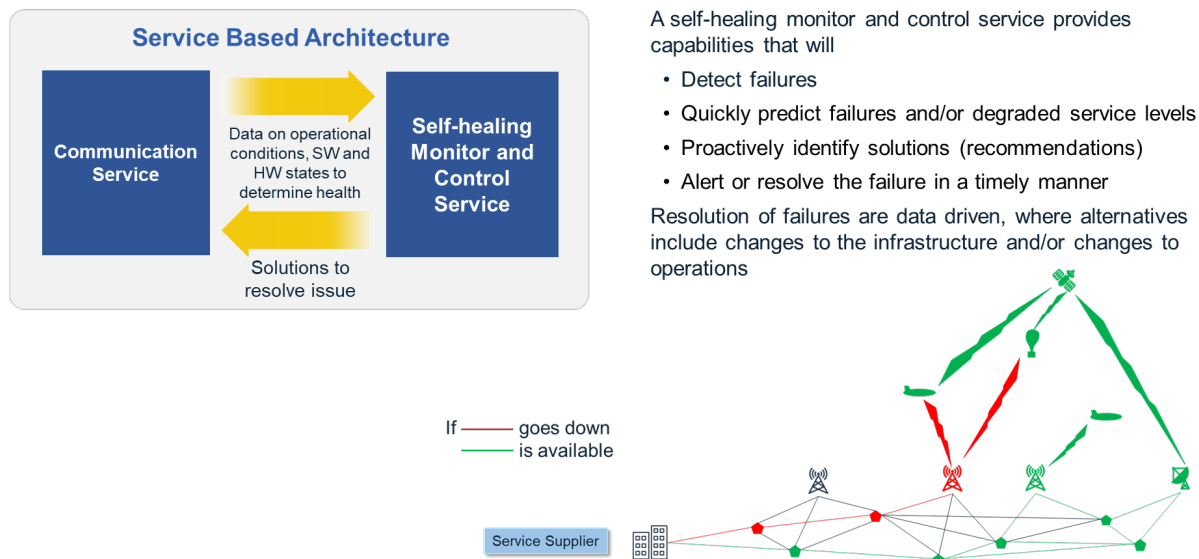 Service Based Architecture
Communication
Service
Data on operational
conditions, SW and
HW states to
determine health
Solutions to
resolve issue
Self-healing
Monitor and
Control
Service
A self-healing monitor and control service provides
capabilities that will
• Detect failures
• Quickly predict failures and/or degraded service levels
• Proactively identify solutions (recommendations)
• Alert or resolve the failure in a timely manner
Resolution of failures are data driven, where alternatives
include changes to the infrastructure and/or changes to
operations
If goes down
is available
Service Supplier